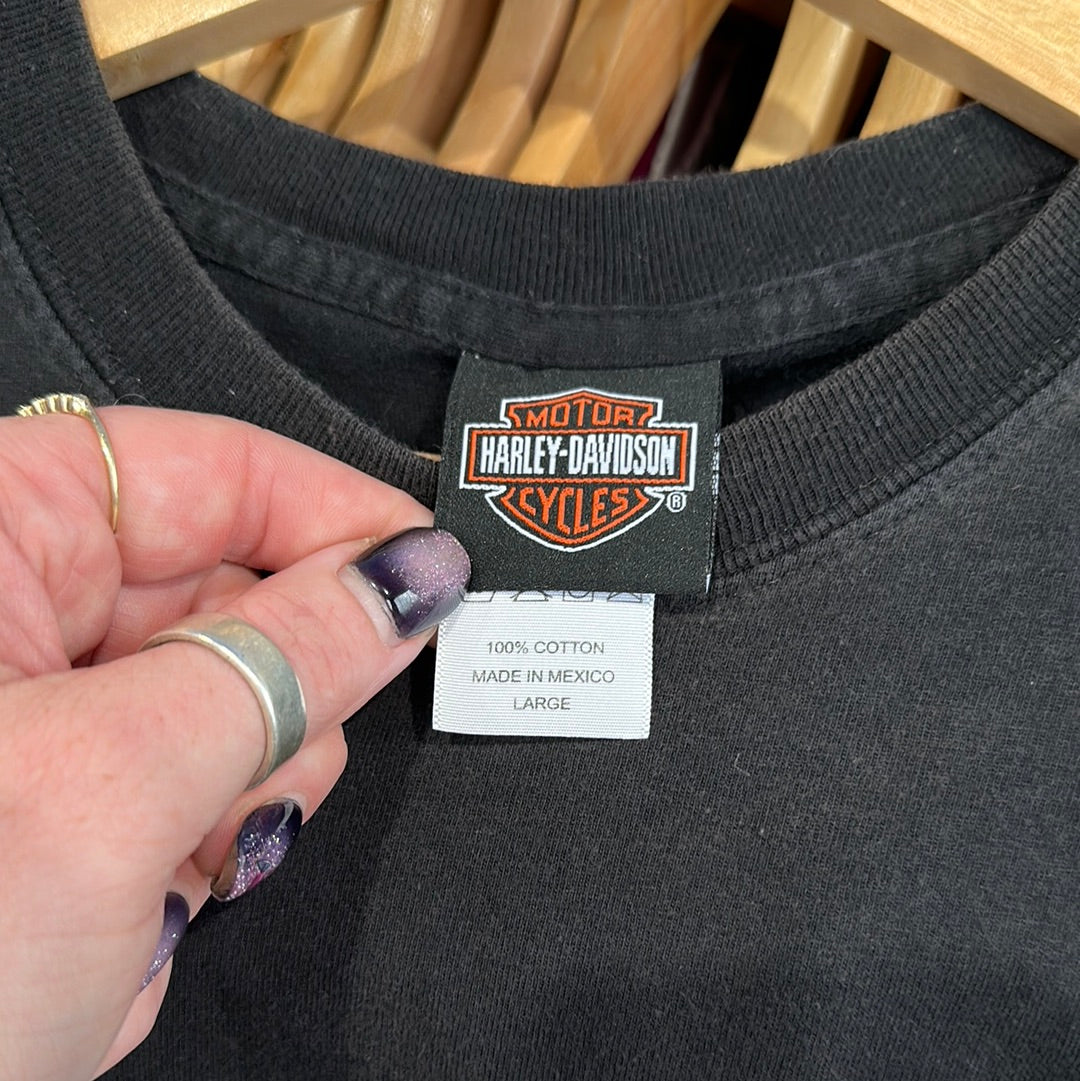 MOTOR
HARLEY-DAVIDSON
CYCLES
®
100% COTTON
MADE IN MEXICO
LARGE